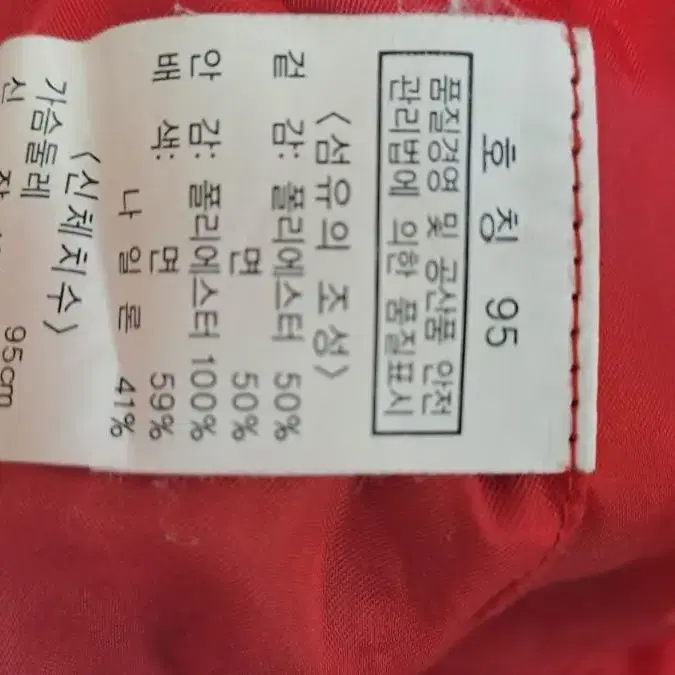 호 칭 95
품질경영 및 공산품 안전
관리법에 의한 품질표시
<섬유의 조성>
겉 감: 폴리에스터 50%
면 50%
안 감: 폴리에스터 100%
배 색: 면 59%
나 일 론 41%
<신체치수>
가슴둘레 95cm
신